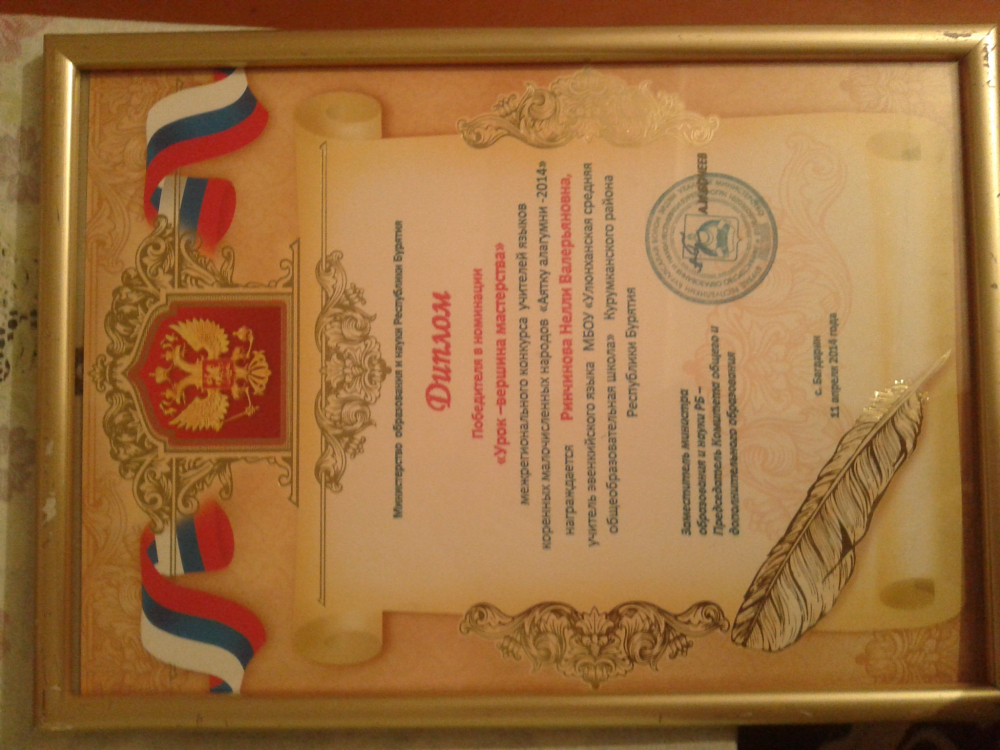 Министерство образования и науки Республики Бурятия
Диплом
Победителя в номинации
«Урок –вершина мастерства»
межрегионального конкурса учителей языков
коренных малочисленных народов «Аятку алагумни -2014»
награждается Ринчинова Нелли Валерьяновна,
учитель эвенкийского языка МБОУ «Улюнханская средняя
общеобразовательная школа» Курумканского района
Республики Бурятия
Заместитель министра
образования и науки РБ –
Председатель Комитета общего и
дополнительного образования
с. Багдарин
11 апреля 2014 года